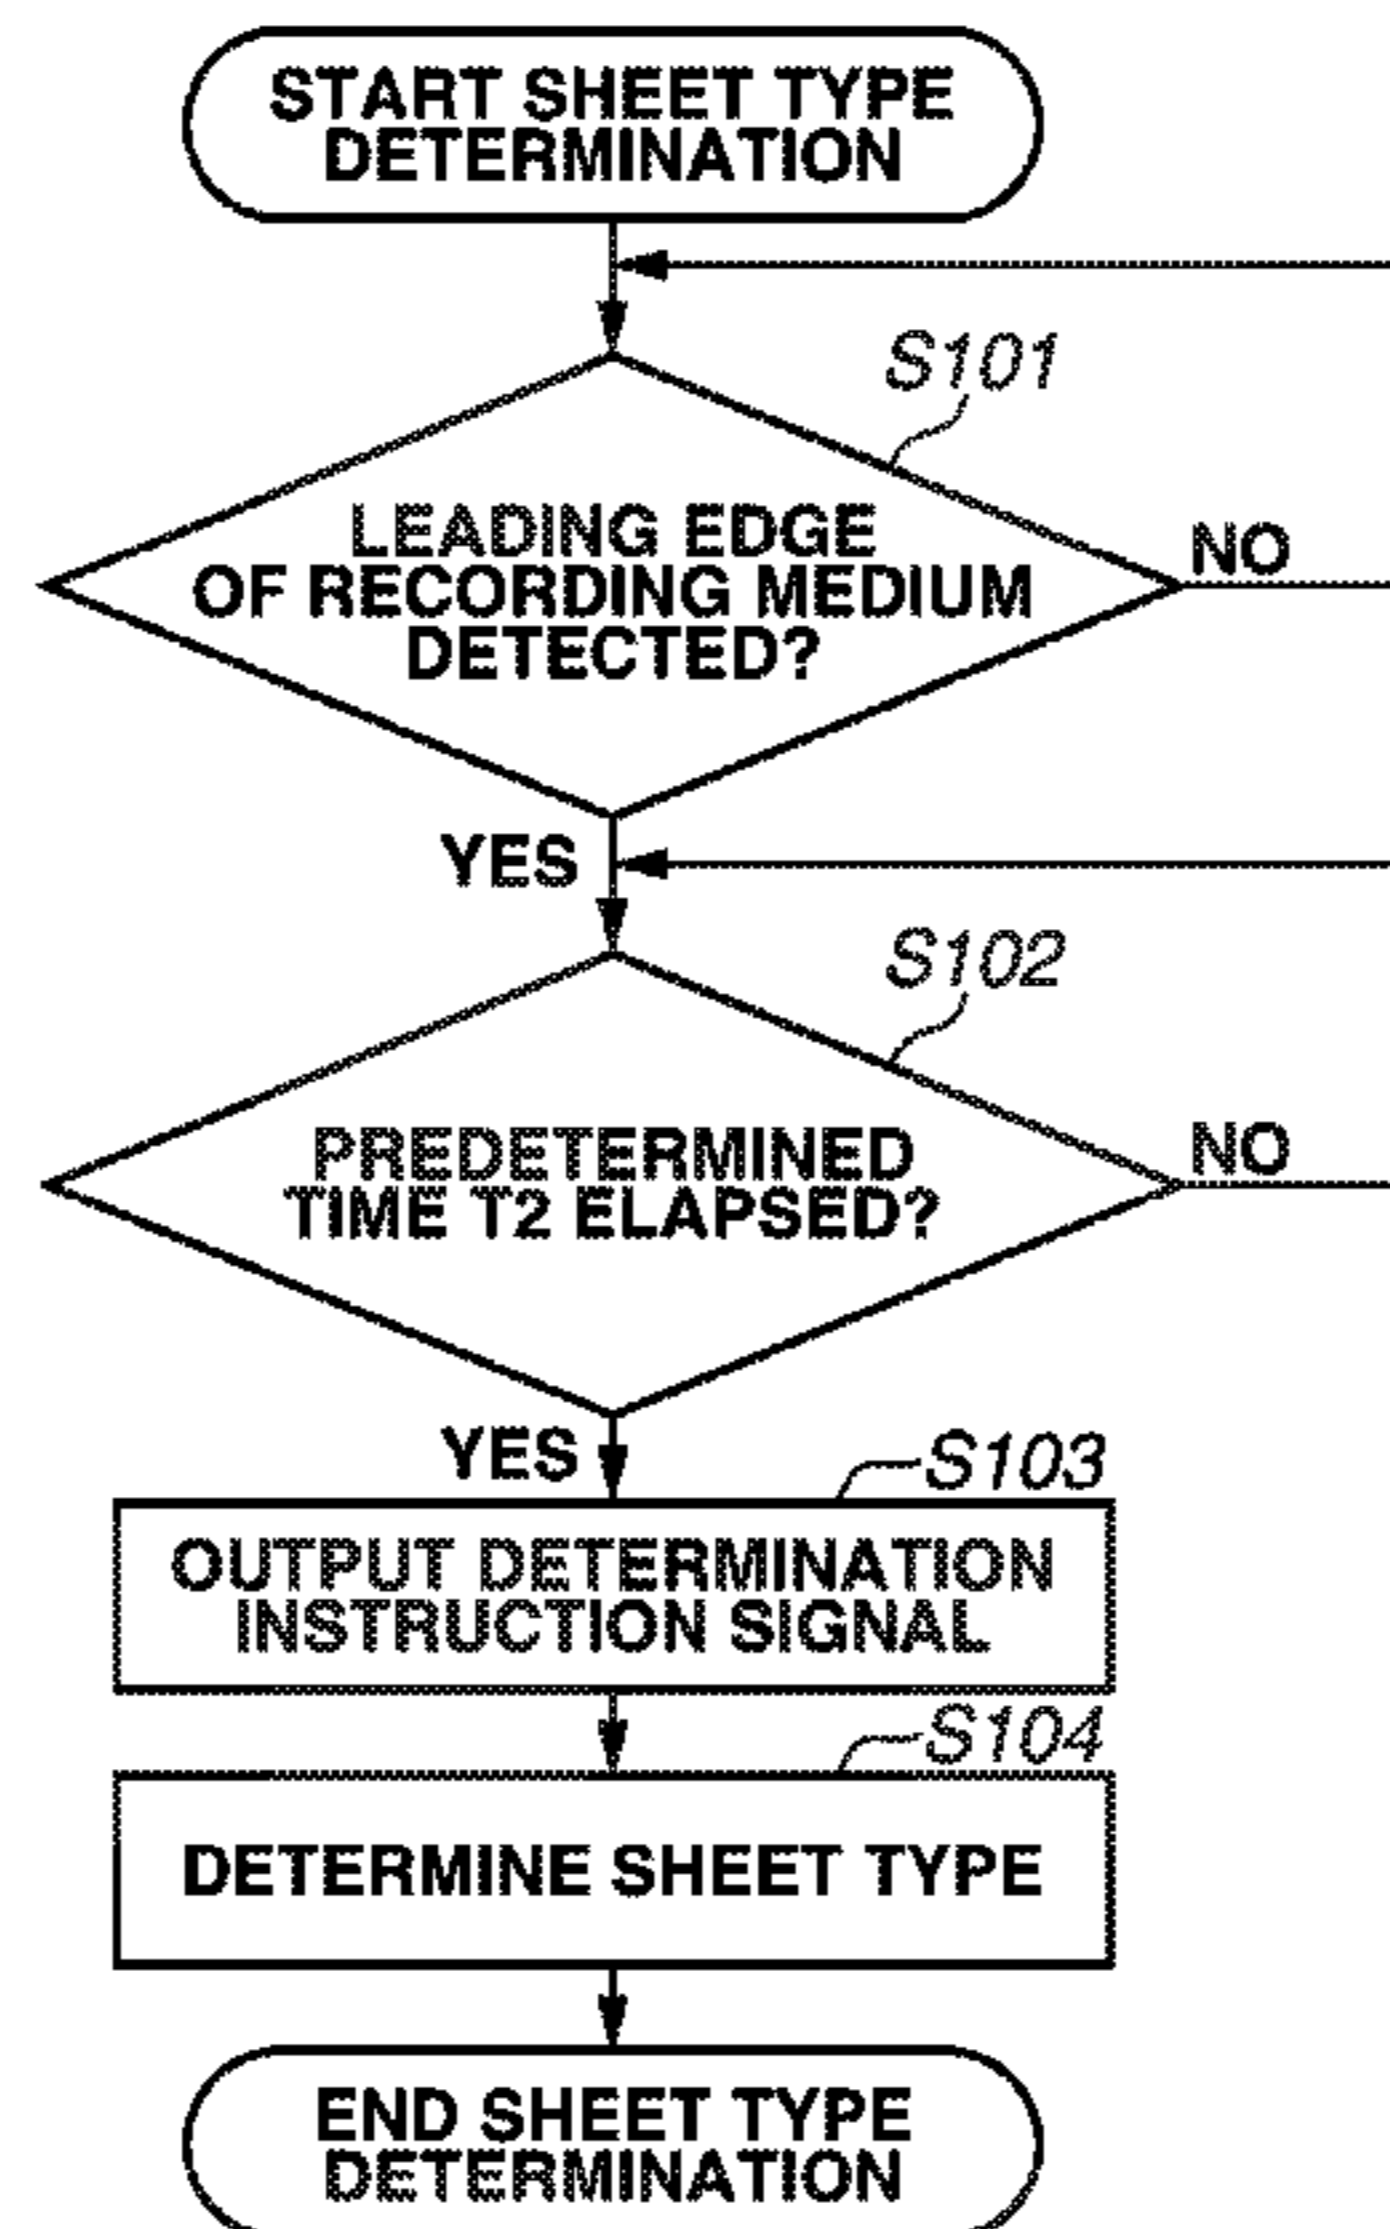 START SHEET TYPE
DETERMINATION
S101
LEADING EDGE
OF RECORDING MEDIUM
DETECTED?
NO
YES
S102
PREDETERMINED
TIME T2 ELAPSED?
NO
YES
S103
OUTPUT DETERMINATION
INSTRUCTION SIGNAL
S104
DETERMINE SHEET TYPE
END SHEET TYPE
DETERMINATION